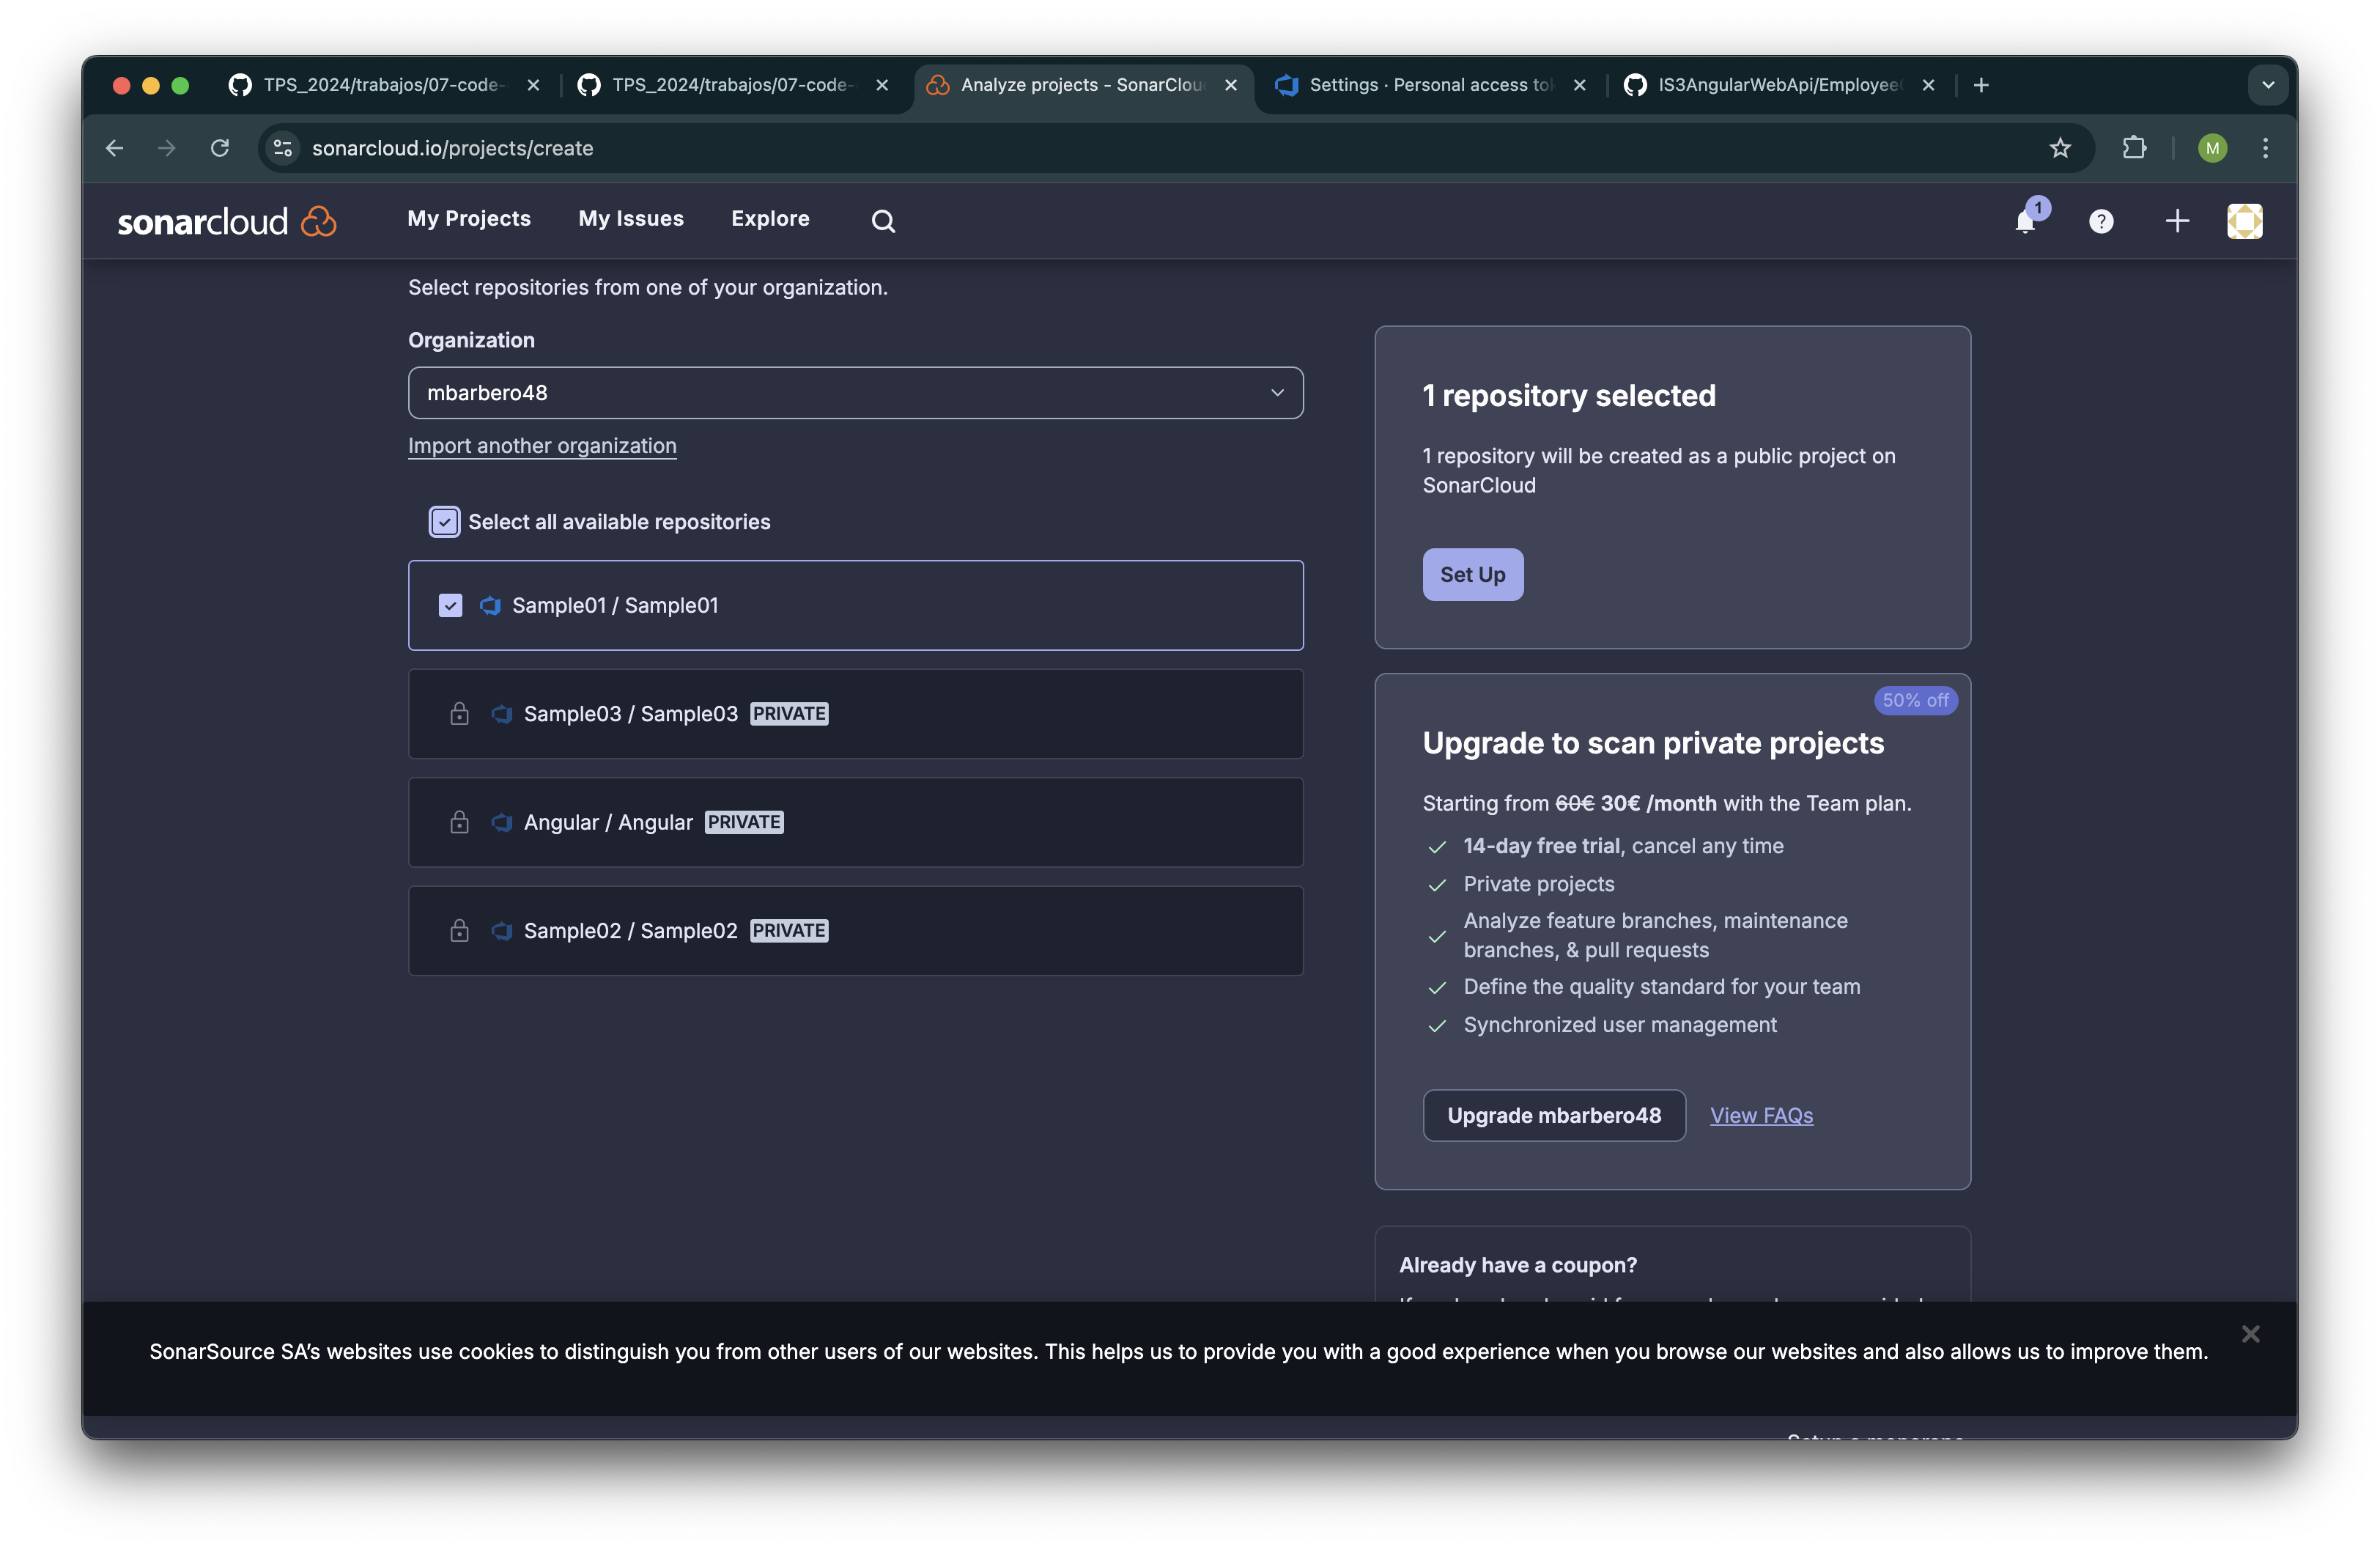 TPS_2024/trabajos/07-code-
TPS_2024/trabajos/07-code-
Analyze projects - SonarClou
Settings · Personal access tok
IS3AngularWebApi/Employee
sonarcloud.io/projects/create
M
sonarcloud
My Projects
My Issues
Explore
1
?
Select repositories from one of your organization.
Organization
mbarbero48
Import another organization
Select all available repositories
Sample01 / Sample01
Sample03 / Sample03 PRIVATE
Angular / Angular PRIVATE
Sample02 / Sample02 PRIVATE
1 repository selected
1 repository will be created as a public project on
SonarCloud
Set Up
50% off
Upgrade to scan private projects
Starting from 60€ 30€ /month with the Team plan.
14-day free trial, cancel any time
Private projects
Analyze feature branches, maintenance
branches, & pull requests
Define the quality standard for your team
Synchronized user management
Upgrade mbarbero48
View FAQs
Already have a coupon?
SonarSource SA’s websites use cookies to distinguish you from other users of our websites. This helps us to provide you with a good experience when you browse our websites and also allows us to improve them.